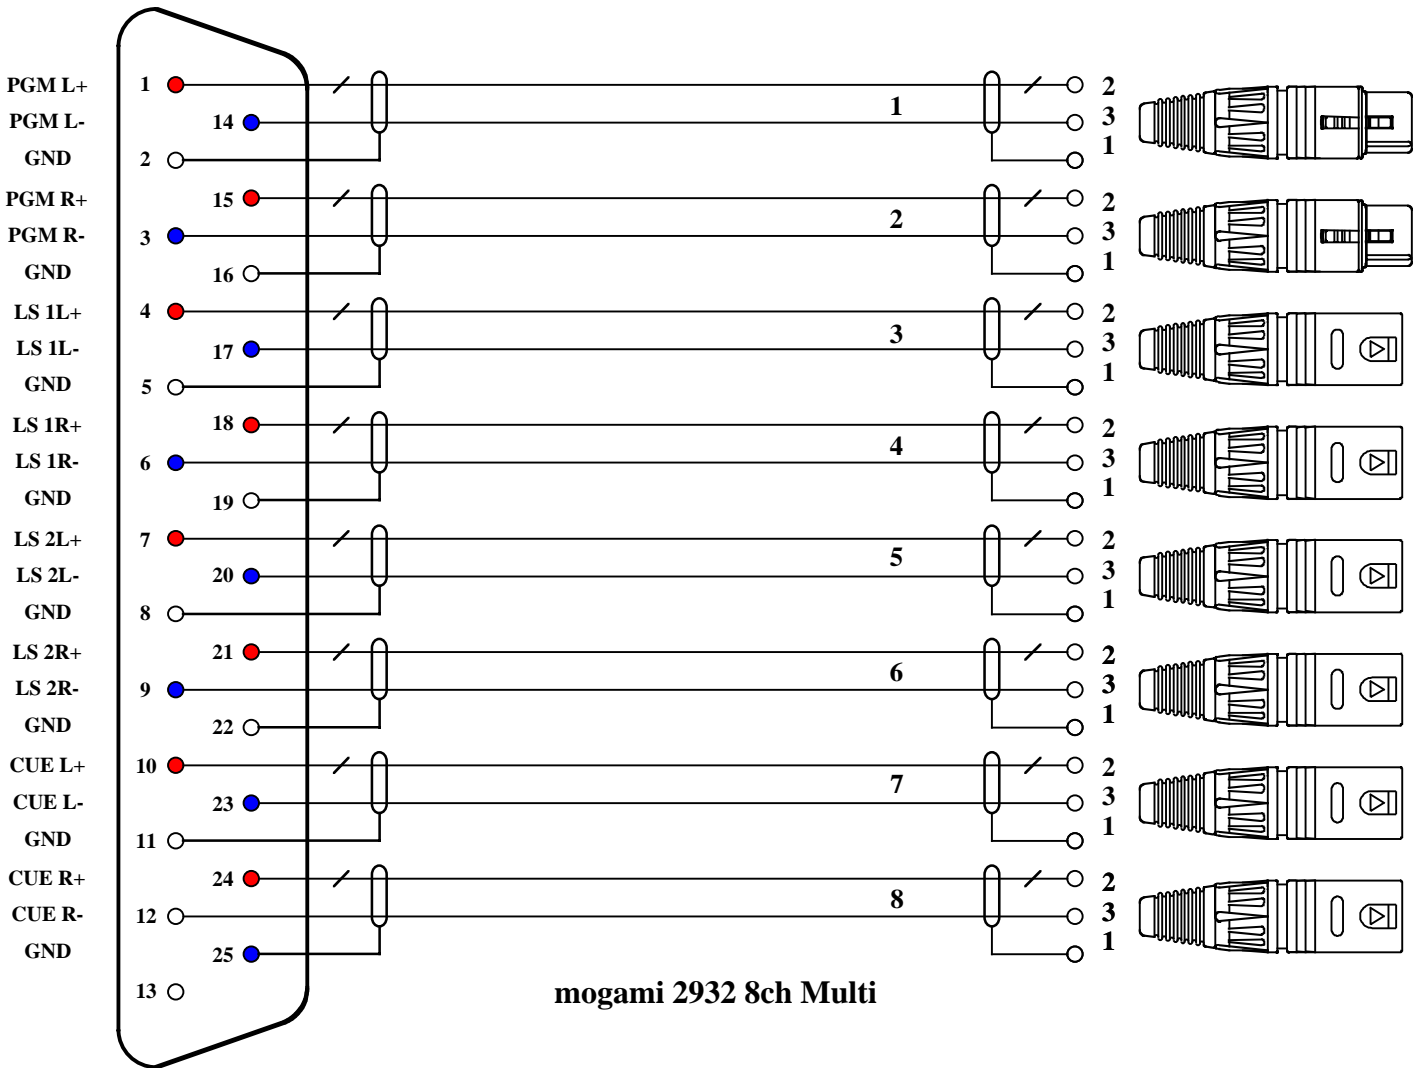 PGM L+ 1 2
1
PGM L- 14 3
GND 2 1
PGM R+ 15 2
2
PGM R- 3 3
GND 16 1
LS 1L+ 4 2
3
LS 1L- 17 3
GND 5 1
LS 1R+ 18 2
4
LS 1R- 6 3
GND 19 1
LS 2L+ 7 2
5
LS 2L- 20 3
GND 8 1
LS 2R+ 21 2
6
LS 2R- 9 3
GND 22 1
CUE L+ 10 2
7
CUE L- 23 3
GND 11 1
CUE R+ 24 2
8
CUE R- 12 3
GND 25 1
13
mogami 2932 8ch Multi